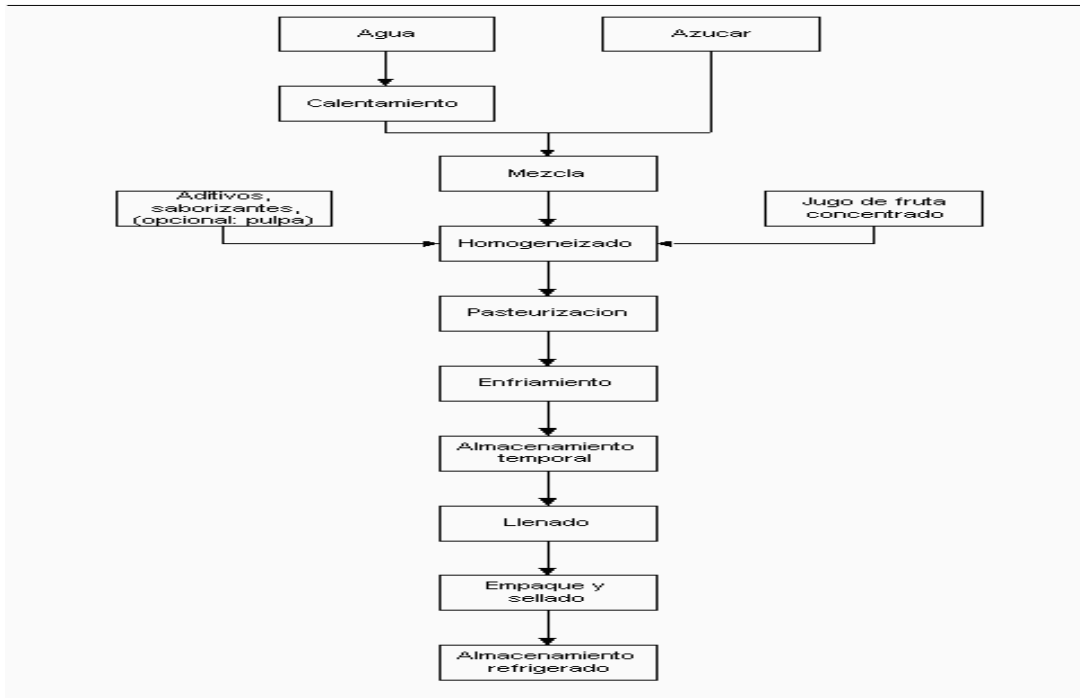 Agua
Azucar
Calentamiento
Mezcla
Aditivos,
saborizantes,
(opcional: pulpa)
Jugo de fruta
concentrado
Homogeneizado
Pasteurizacion
Enfriamiento
Almacenamiento
temporal
Llenado
Empaque y
sellado
Almacenamiento
refrigerado